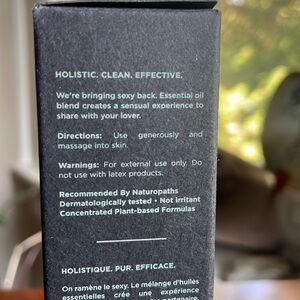 HOLISTIC. CLEAN. EFFECTIVE.
We're bringing sexy back. Essential oil
blend creates a sensual experience to
share with your lover.
Directions: Use generously and
massage into skin.
Warnings: For external use only. Do
not use with latex products.
Recommended By Naturopaths
Dermatologically tested • Not irritant
Concentrated Plant-based Formulas
HOLISTIQUE. PUR. EFFICACE.
On ramène le sexy. Le mélange d'huiles
essentielles crée une expérience
partenaire.